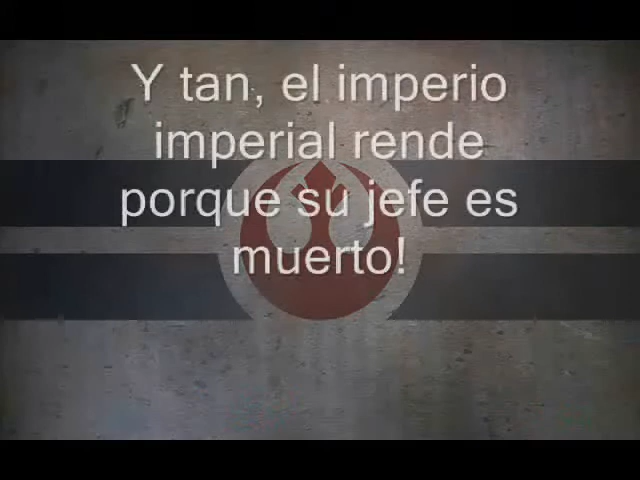 Y tan, el imperio
imperial rende
porque su jefe es
muerto!